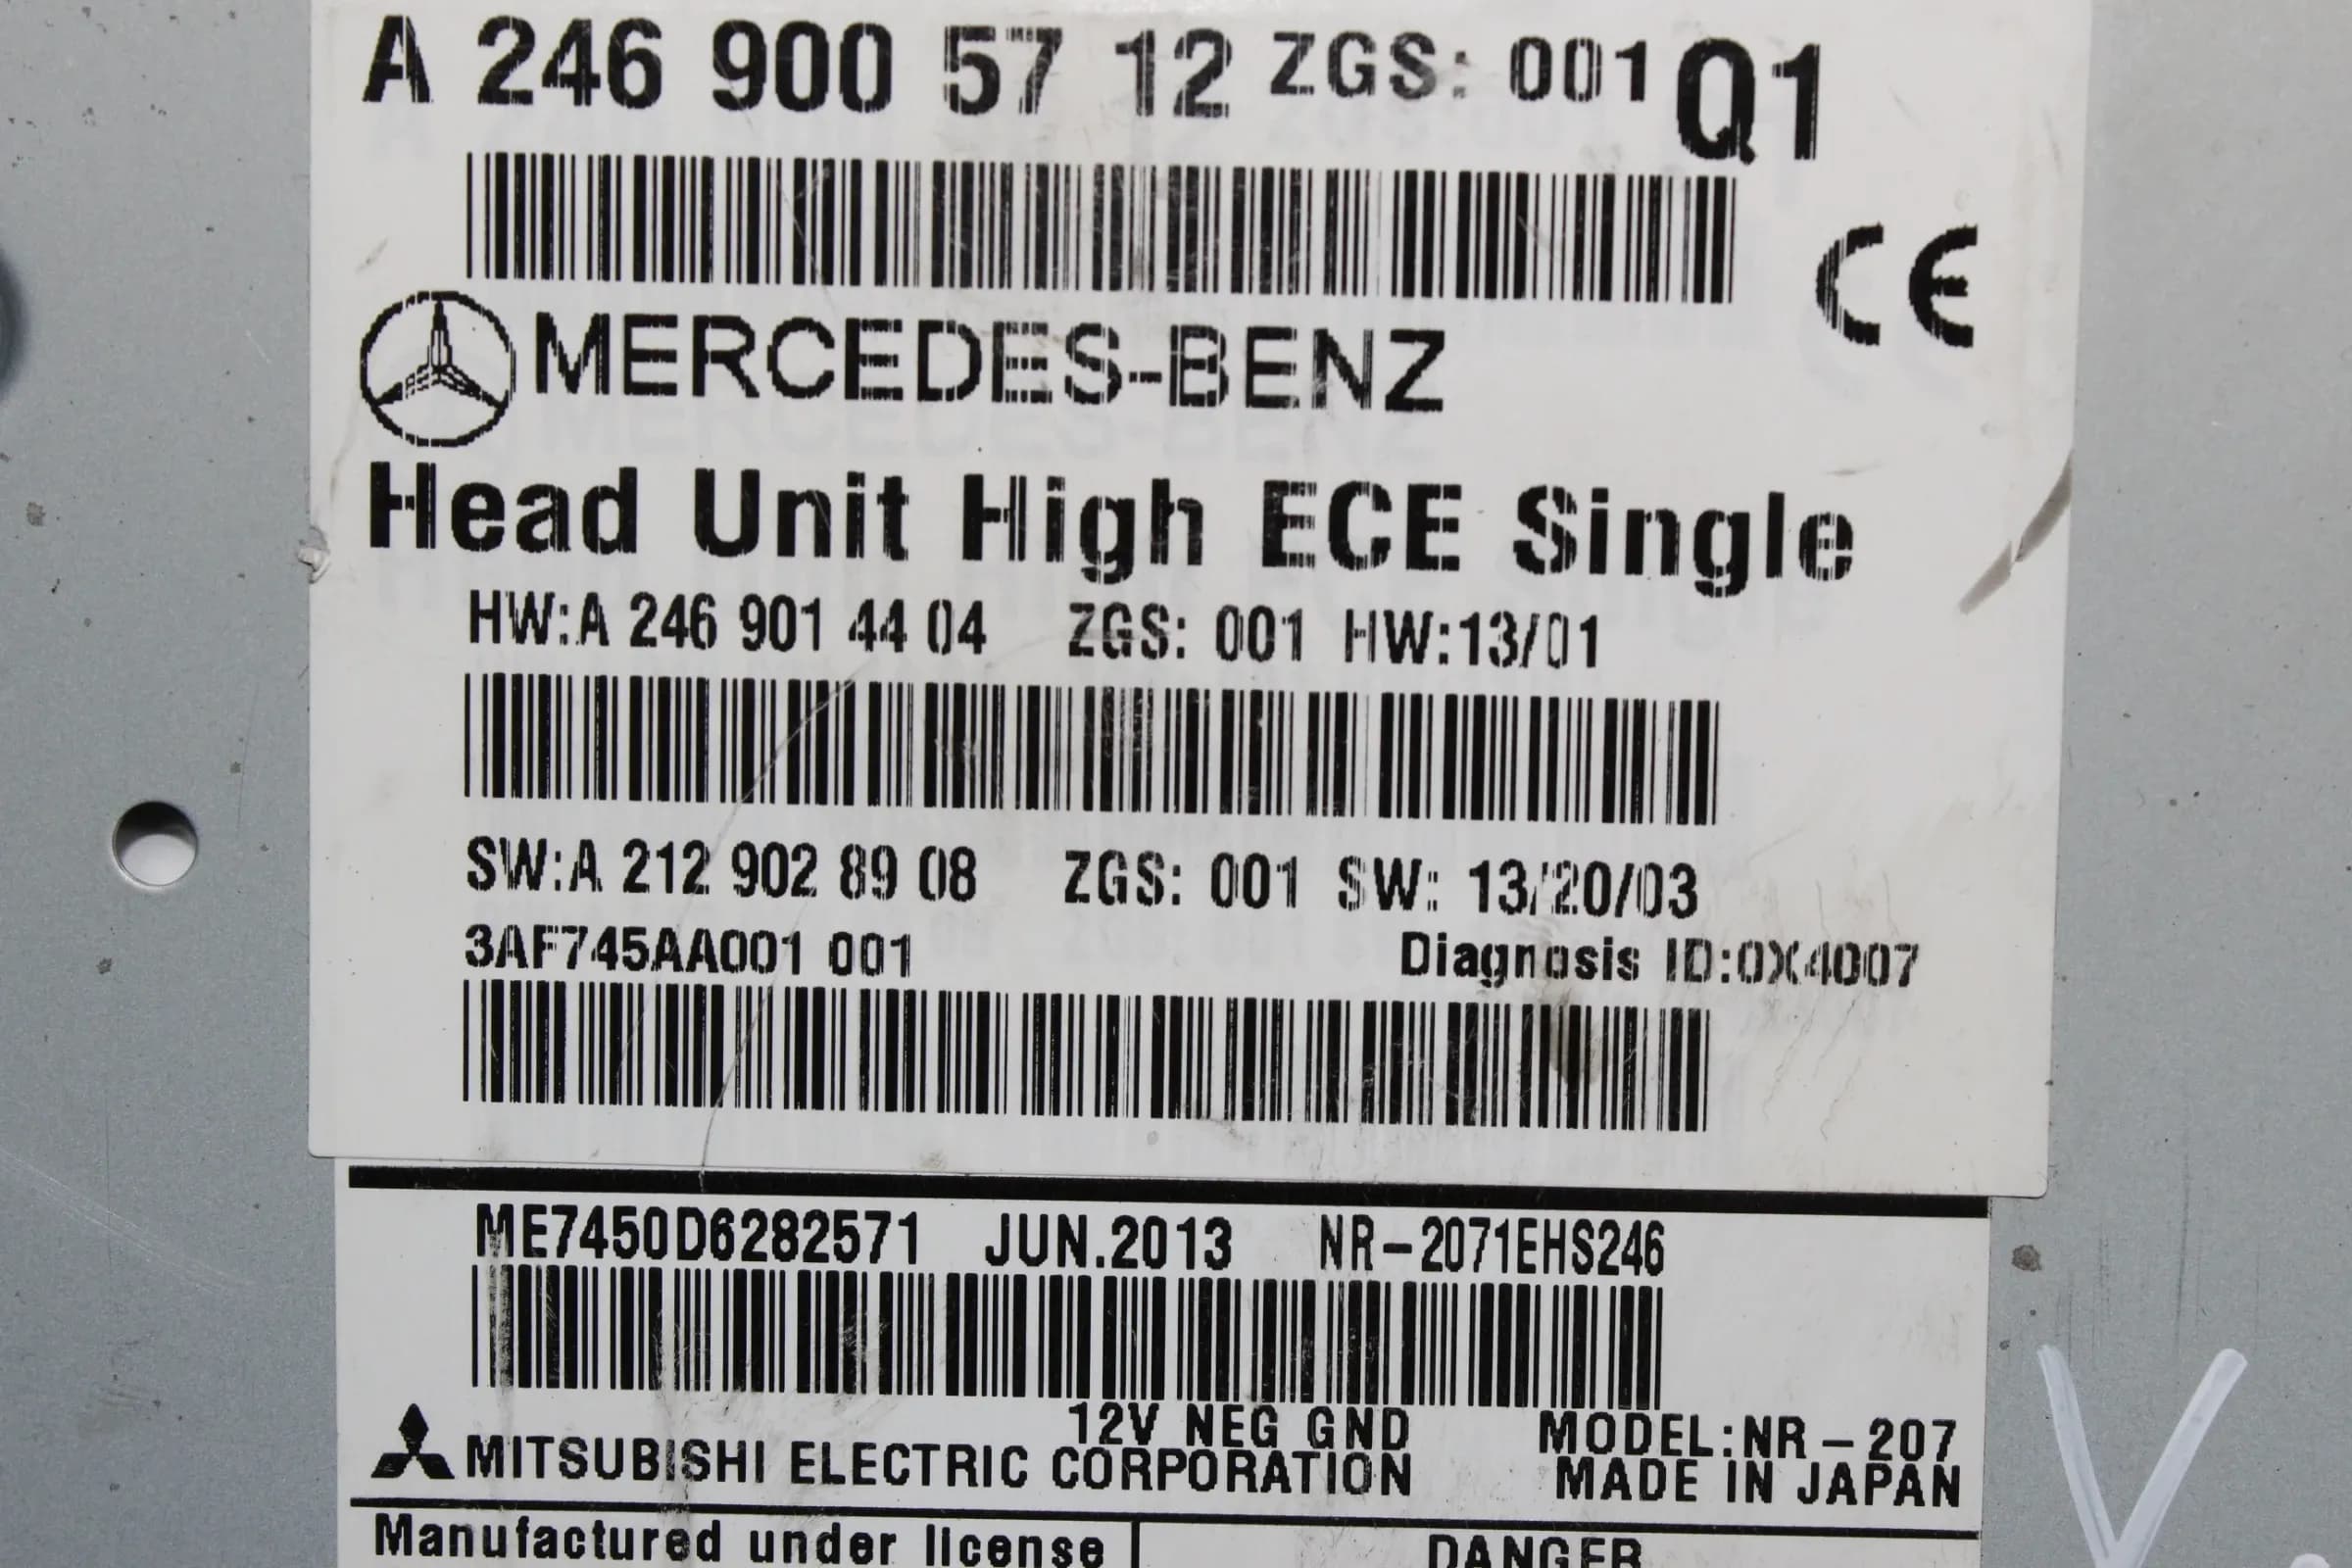 A 246 900 57 12 ZGS: 001 Q1
CE
MERCEDES-BENZ
Head Unit High ECE Single
HW:A 246 901 44 04 ZGS: 001 HW:13/01
SW:A 212 902 89 08 ZGS: 001 SW: 13/20/03
3AF745AA001 001 Diagnosis ID:0X4007
ME7450D6282571 JUN.2013 NR-2071EHS246
12V NEG GND MODEL:NR-207
MITSUBISHI ELECTRIC CORPORATION MADE IN JAPAN
Manufactured under license DANGER
V